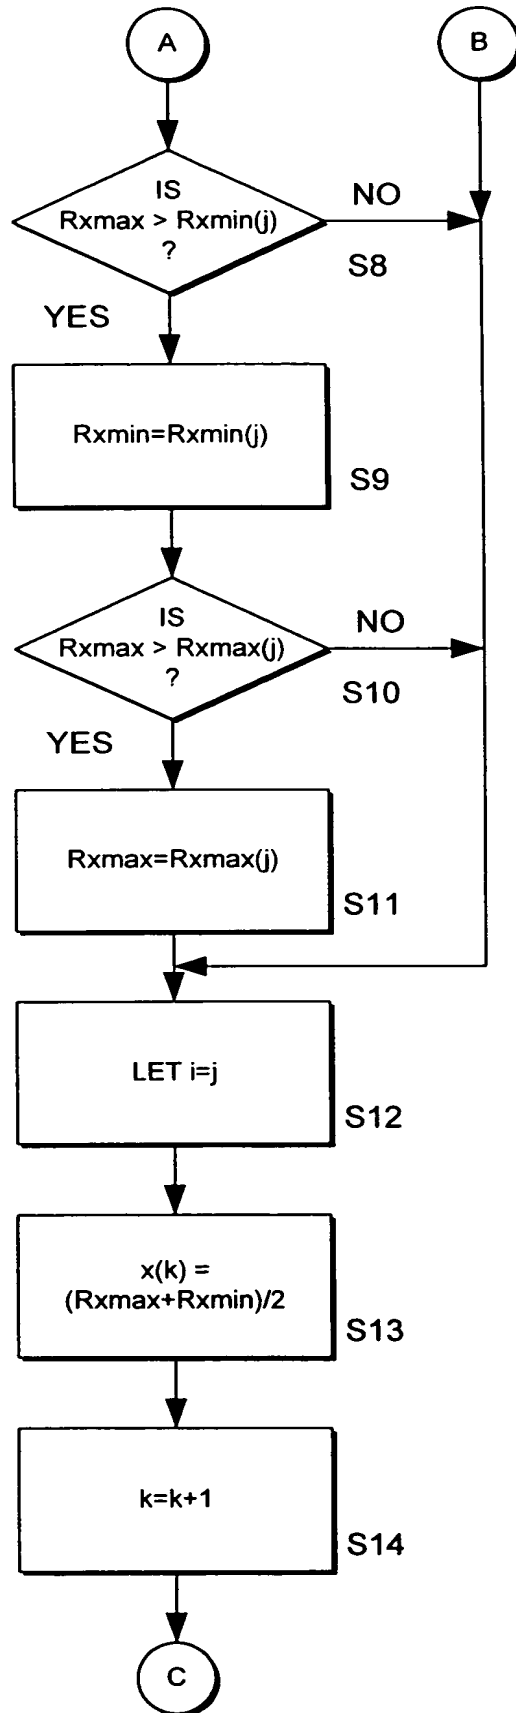 A
B
IS
Rxmax > Rxmin(j)
?
NO
S8
YES
Rxmin=Rxmin(j)
S9
IS
Rxmax > Rxmax(j)
?
NO
S10
YES
Rxmax=Rxmax(j)
S11
LET i=j
S12
x(k) =
(Rxmax+Rxmin)/2
S13
k=k+1
S14
C